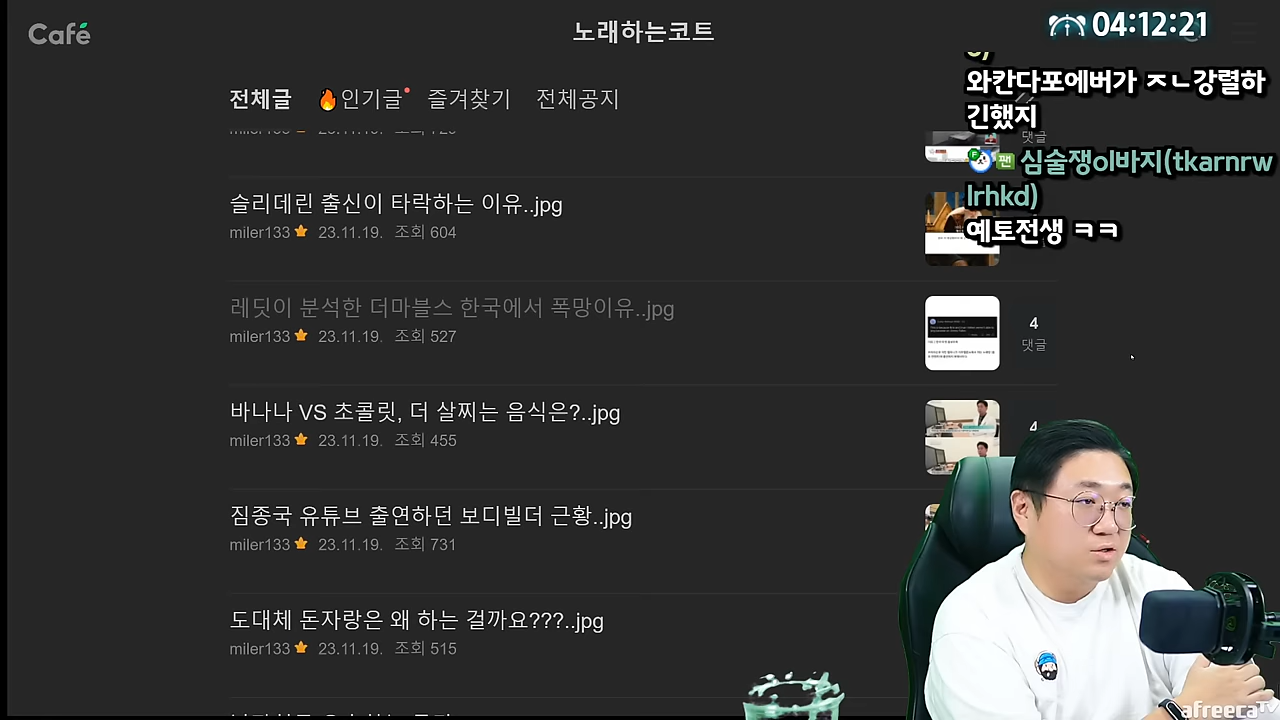 Café
노래하는코트
04:12:21
전체글 인기글 즐겨찾기 전체공지
와칸다포에버가 ㅈㄴ강렬하
긴했지
댓글
팬 심술쟁이바지(tkarnrw
lrhkd)
예토전생 ㅋㅋ
슬리데린 출신이 타락하는 이유..jpg
miler133 23.11.19. 조회 604
레딧이 분석한 더마블스 한국에서 폭망이유..jpg
miler133 23.11.19. 조회 527
4
댓글
바나나 VS 초콜릿, 더 살찌는 음식은?..jpg
miler133 23.11.19. 조회 455
4
짐종국 유튜브 출연하던 보디빌더 근황..jpg
miler133 23.11.19. 조회 731
도대체 돈자랑은 왜 하는 걸까요???..jpg
miler133 23.11.19. 조회 515
afreecaTV